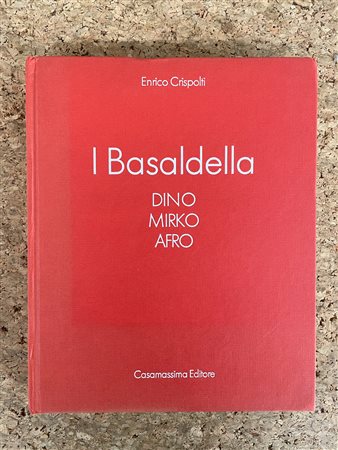 Enrico Crispolti
I Basaldella
DINO
MIRKO
AFRO
Casamassima Editore